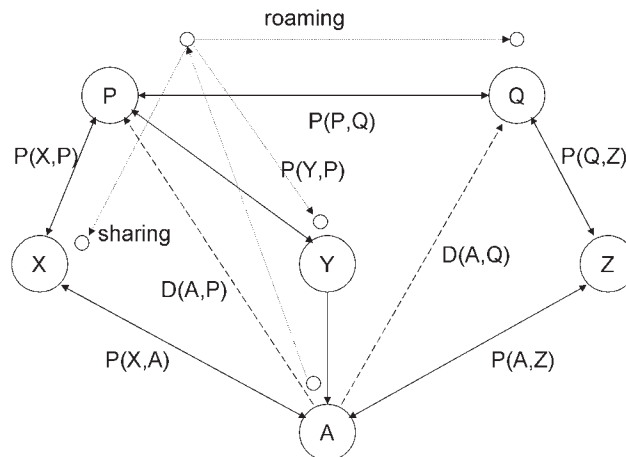 roaming
P
Q
P(P,Q)
P(X,P)
P(Y,P)
P(Q,Z)
sharing
X
Y
Z
D(A,P)
D(A,Q)
P(X,A)
P(A,Z)
A